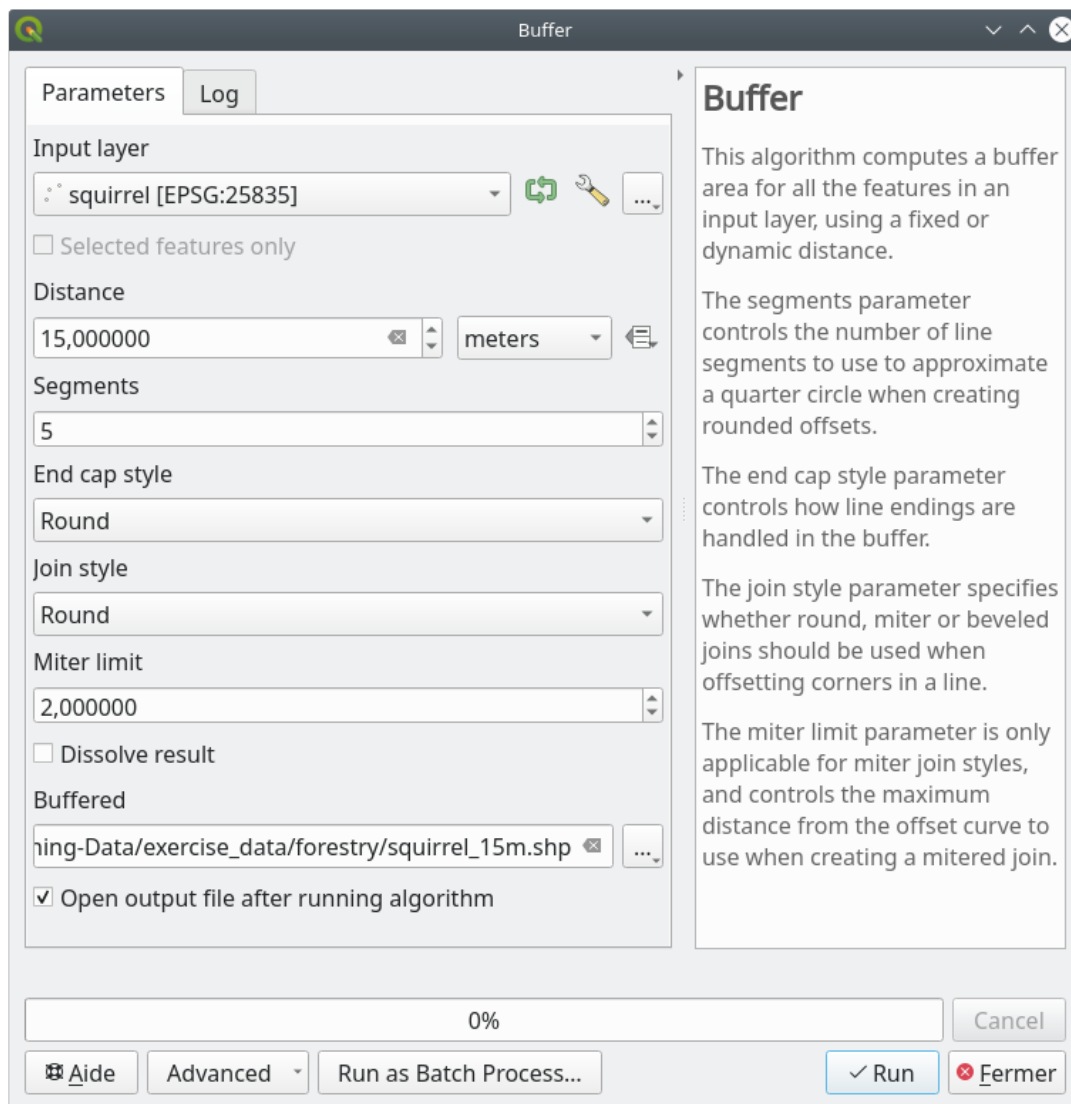 Buffer
Parameters
Log
Input layer
squirrel [EPSG:25835]
...
Selected features only
Distance
15,000000
meters
Segments
5
End cap style
Round
Join style
Round
Miter limit
2,000000
Dissolve result
Buffered
ning-Data/exercise_data/forestry/squirrel_15m.shp
...
Open output file after running algorithm
Buffer
This algorithm computes a buffer
area for all the features in an
input layer, using a fixed or
dynamic distance.
The segments parameter
controls the number of line
segments to use to approximate
a quarter circle when creating
rounded offsets.
The end cap style parameter
controls how line endings are
handled in the buffer.
The join style parameter specifies
whether round, miter or beveled
joins should be used when
offsetting corners in a line.
The miter limit parameter is only
applicable for miter join styles,
and controls the maximum
distance from the offset curve to
use when creating a mitered join.
0%
Cancel
Aide
Advanced
Run as Batch Process...
Run
Fermer